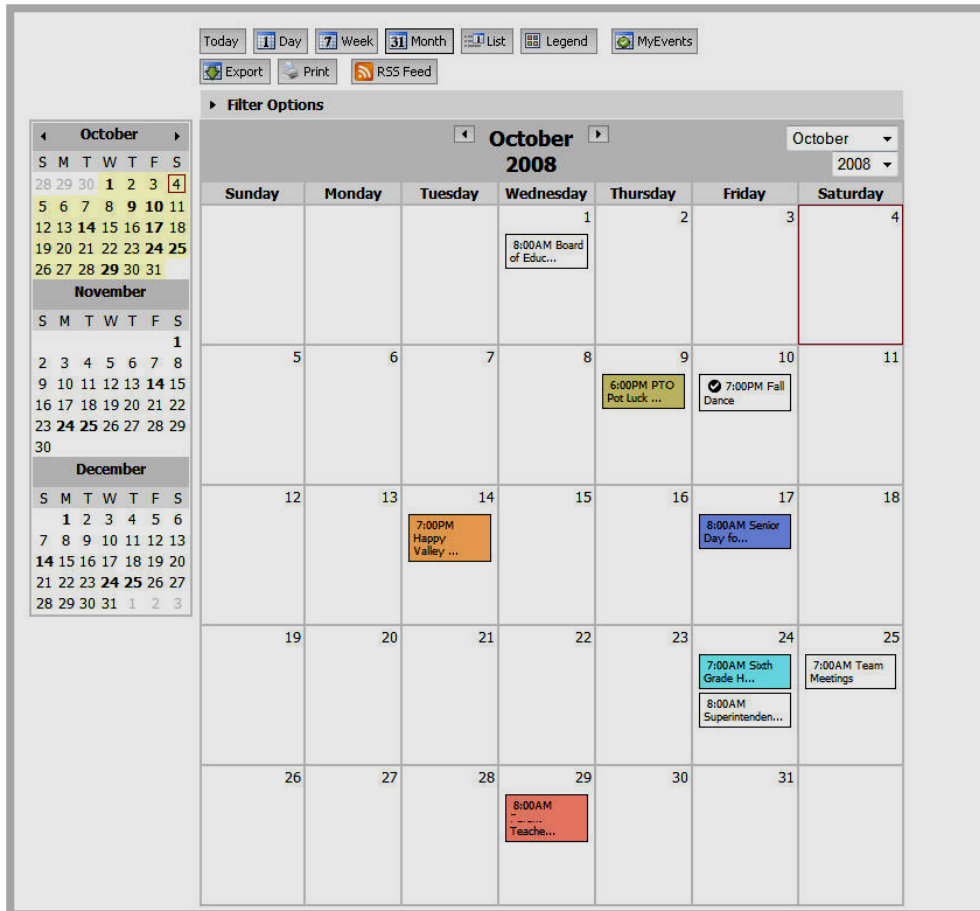 Today 1 Day 7 Week 31 Month 1 List Legend MyEvents
Export Print RSS Feed
Filter Options
October
S M T W T F S
28 29 30 1 2 3 4
5 6 7 8 9 10 11
12 13 14 15 16 17 18
19 20 21 22 23 24 25
26 27 28 29 30 31
November
S M T W T F S
1
2 3 4 5 6 7 8
9 10 11 12 13 14 15
16 17 18 19 20 21 22
23 24 25 26 27 28 29
30
December
S M T W T F S
1 2 3 4 5 6
7 8 9 10 11 12 13
14 15 16 17 18 19 20
21 22 23 24 25 26 27
28 29 30 31 1 2 3
October
2008
October
2008
Sunday Monday Tuesday Wednesday Thursday Friday Saturday
1 2 3 4
8:00AM Board
of Educ...
5 6 7 8 9 10 11
6:00PM PTO
Pot Luck ...
7:00PM Fall
Dance
12 13 14 15 16 17 18
7:00PM
Happy
Valley ...
8:00AM Senior
Day fo...
19 20 21 22 23 24 25
7:00AM Sixth
Grade H...
8:00AM
Superintenden...
7:00AM Team
Meetings
26 27 28 29 30 31
8:00AM
Teache...